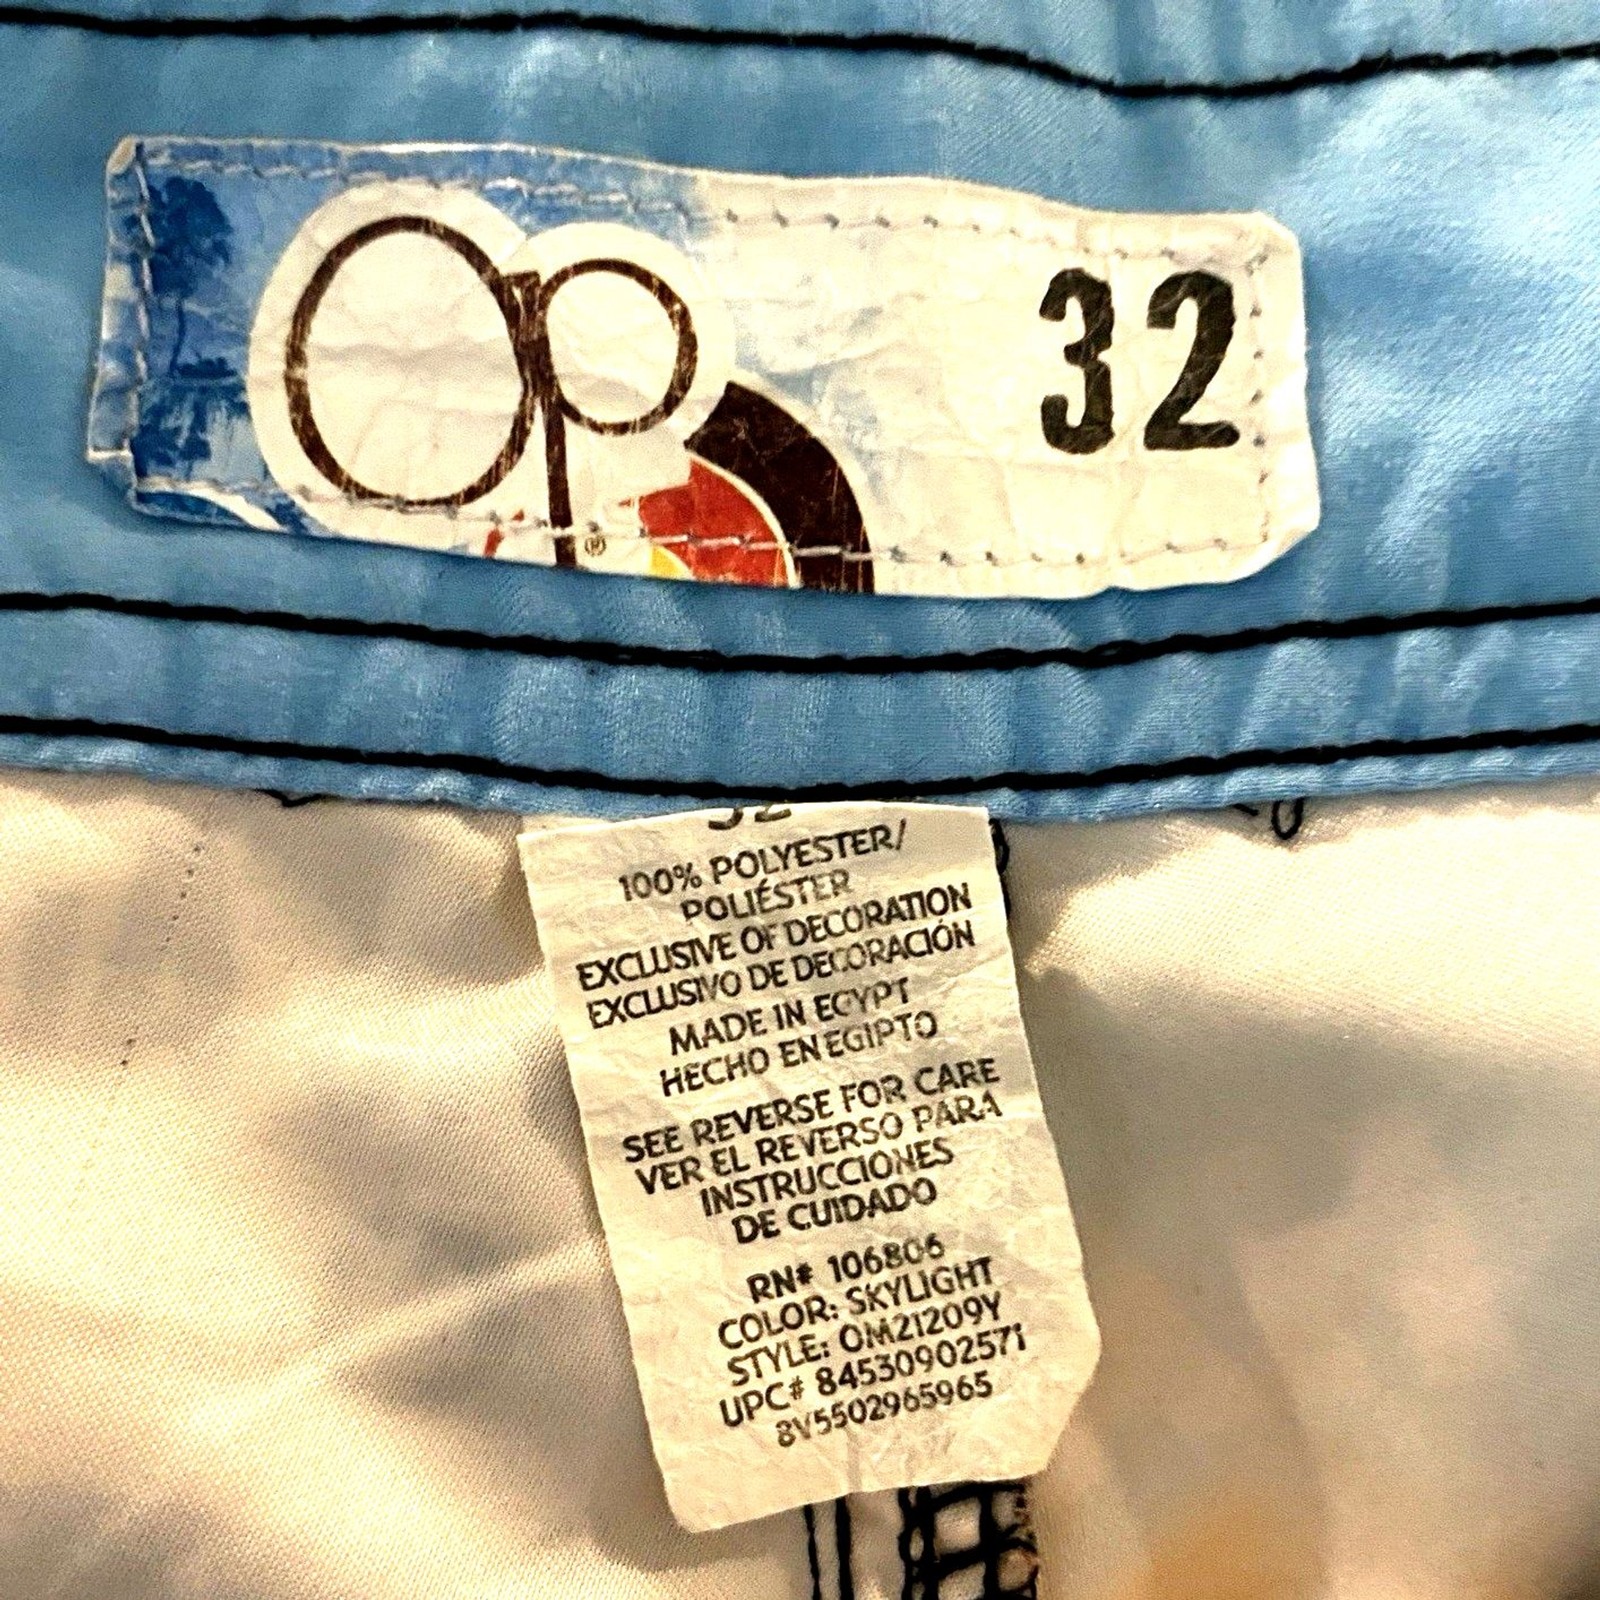 Op 32
®
32
100% POLYESTER/
POLIÉSTER
EXCLUSIVE OF DECORATION
EXCLUSIVO DE DECORACIÓN
MADE IN EGYPT
HECHO EN EGIPTO
SEE REVERSE FOR CARE
VER EL REVERSO PARA
INSTRUCCIONES
DE CUIDADO
RN# 106806
COLOR: SKYLIGHT
STYLE: OM21209Y
UPC# 84530902571
8V5502965965